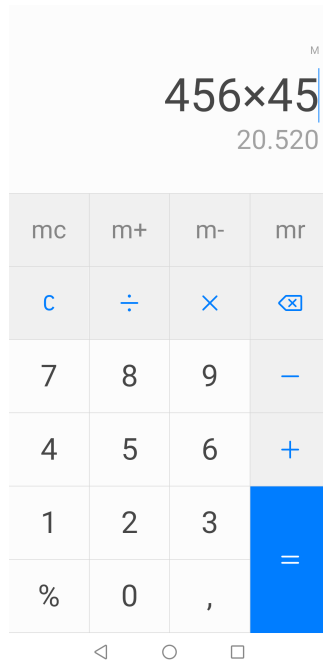 M
456×45
20.520
mc m+ m- mr
C ÷ ×
7 8 9 −
4 5 6 +
1 2 3
% 0 , =